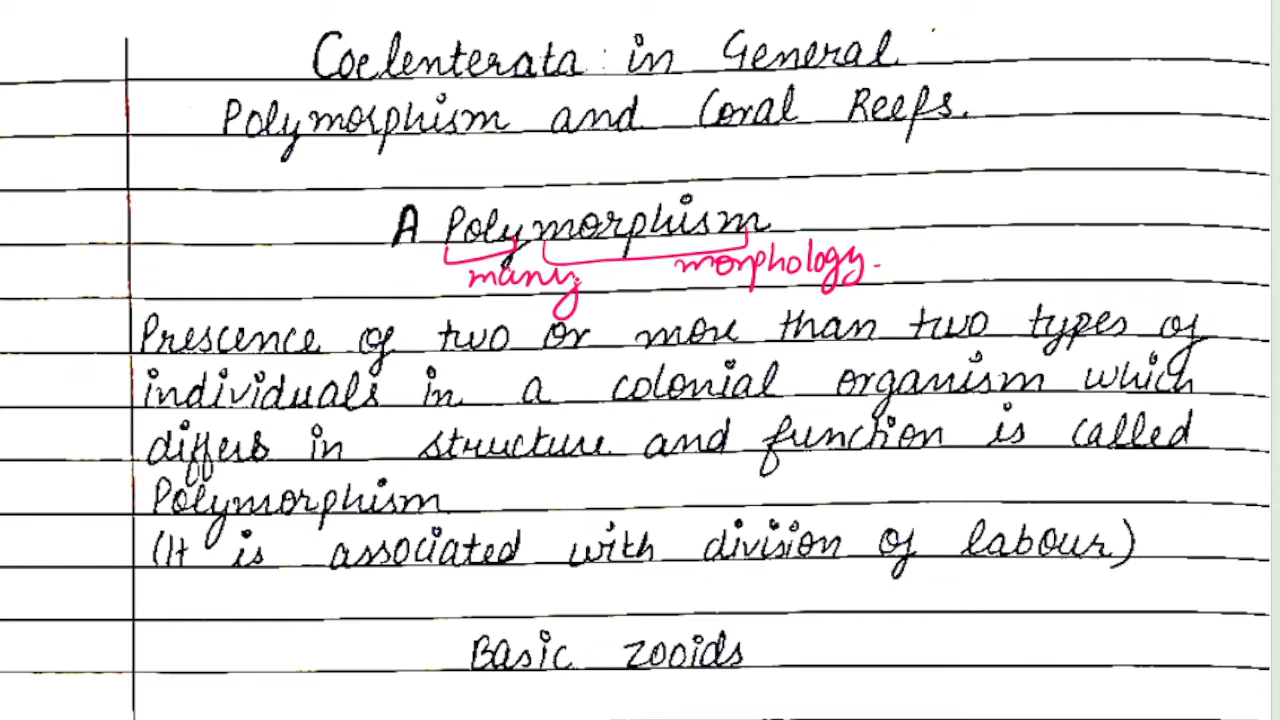 Coelenterata : in General
Polymorphism and Coral Reefs.
A Polymorphism
many morphology.
Prescence of two or more than two types of
individuals in a colonial organism which
differs in structure and function is called
Polymorphism
(It is associated with division of labour)
Basic zooids